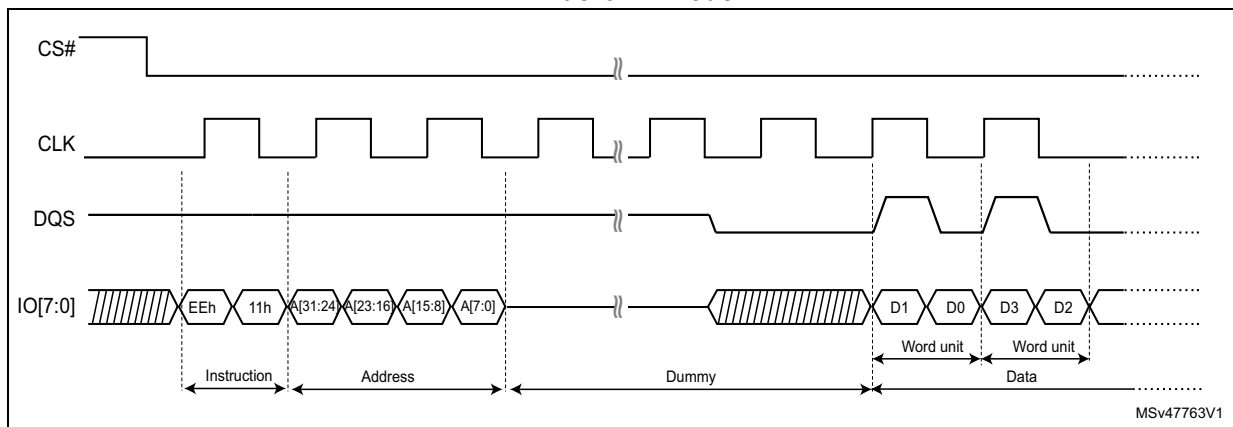 CS#
CLK
DQS
IO[7:0] EEh 11h A[31:24] A[23:16] A[15:8] A[7:0] D1 D0 D3 D2
Word unit Word unit
Instruction Address Dummy Data
MSv47763V1